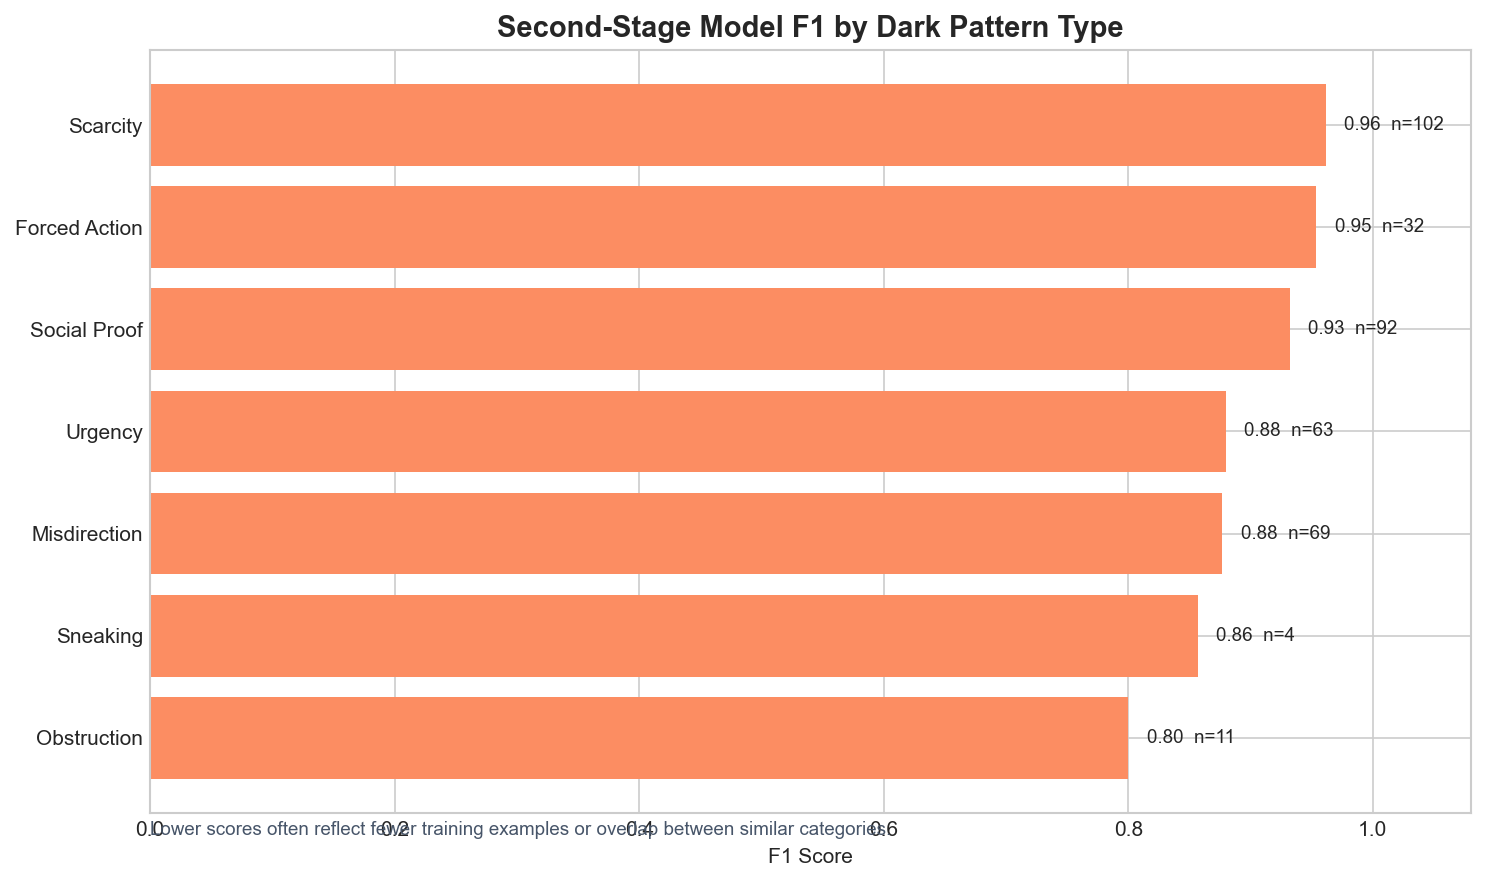 Second-Stage Model F1 by Dark Pattern Type
Scarcity 0.96 n=102
Forced Action 0.95 n=32
Social Proof 0.93 n=92
Urgency 0.88 n=63
Misdirection 0.88 n=69
Sneaking 0.86 n=4
Obstruction 0.80 n=11
0.0 0.2 0.4 0.6 0.8 1.0
Lower scores often reflect fewer training examples or overlap between similar categories.
F1 Score